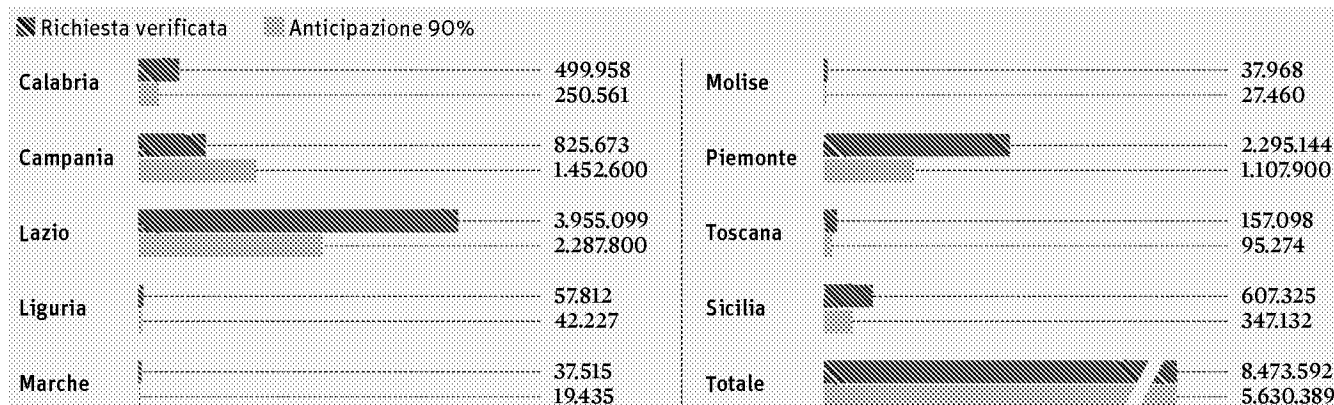 Richiesta verificata Anticipazione 90%
Calabria 499.958
250.561
Campania 825.673
1.452.600
Lazio 3.955.099
2.287.800
Liguria 57.812
42.227
Marche 37.515
19.435
Molise 37.968
27.460
Piemonte 2.295.144
1.107.900
Toscana 157.098
95.274
Sicilia 607.325
347.132
Totale 8.473.592
5.630.389